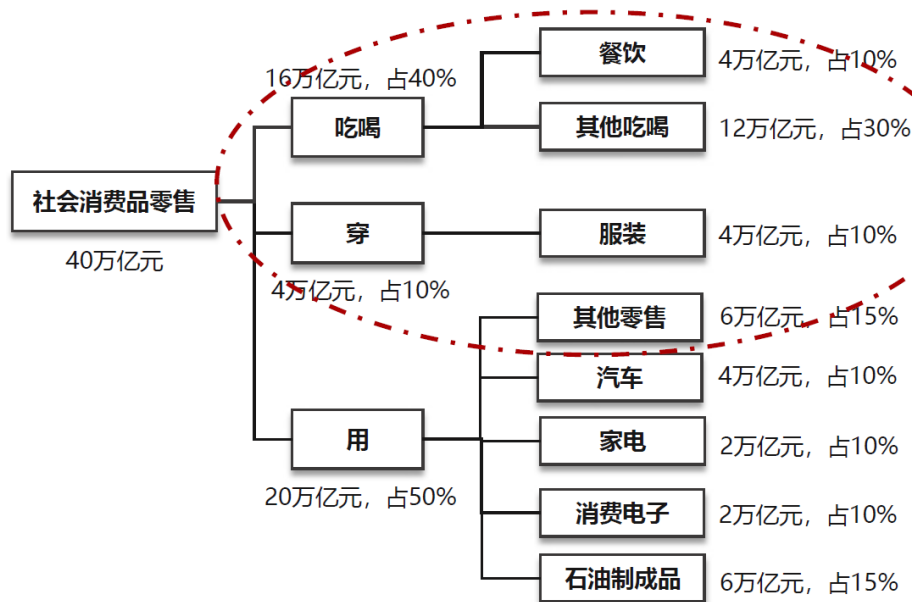 餐饮
4万亿元，占10%
16万亿元，占40%
吃喝
其他吃喝
12万亿元，占30%
社会消费品零售
40万亿元
穿
4万亿元，占10%
服装
4万亿元，占10%
其他零售
6万亿元，占15%
汽车
4万亿元，占10%
用
20万亿元，占50%
家电
2万亿元，占10%
消费电子
2万亿元，占10%
石油制成品
6万亿元，占15%